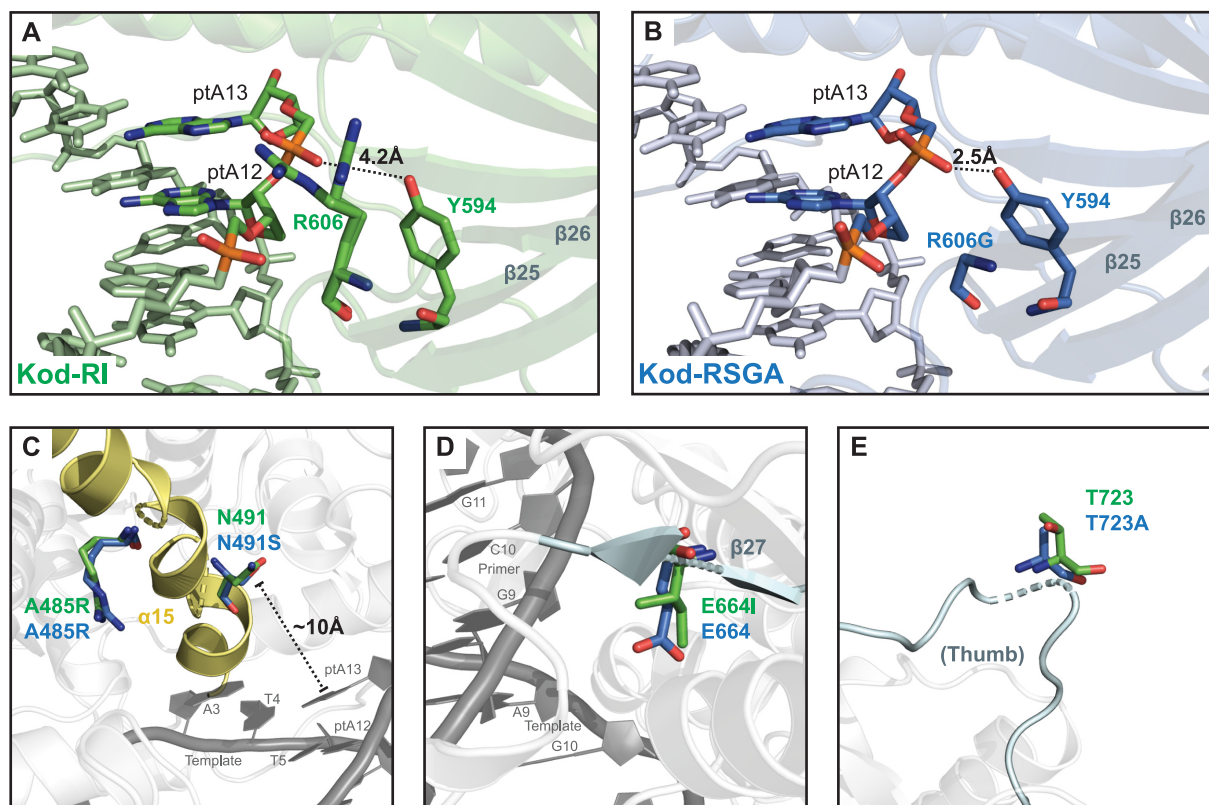 A
ptA13
4.2Å
ptA12
R606
Y594
β26
β25
Kod-RI
B
ptA13
2.5Å
ptA12
Y594
R606G
β26
β25
Kod-RSGA
C
N491
N491S
A485R
A485R
α15
~10Å
ptA13
A3
T4
ptA12
Template
T5
D
G11
C10
Primer
G9
β27
E664I
E664
A9
Template
G10
E
T723
T723A
(Thumb)